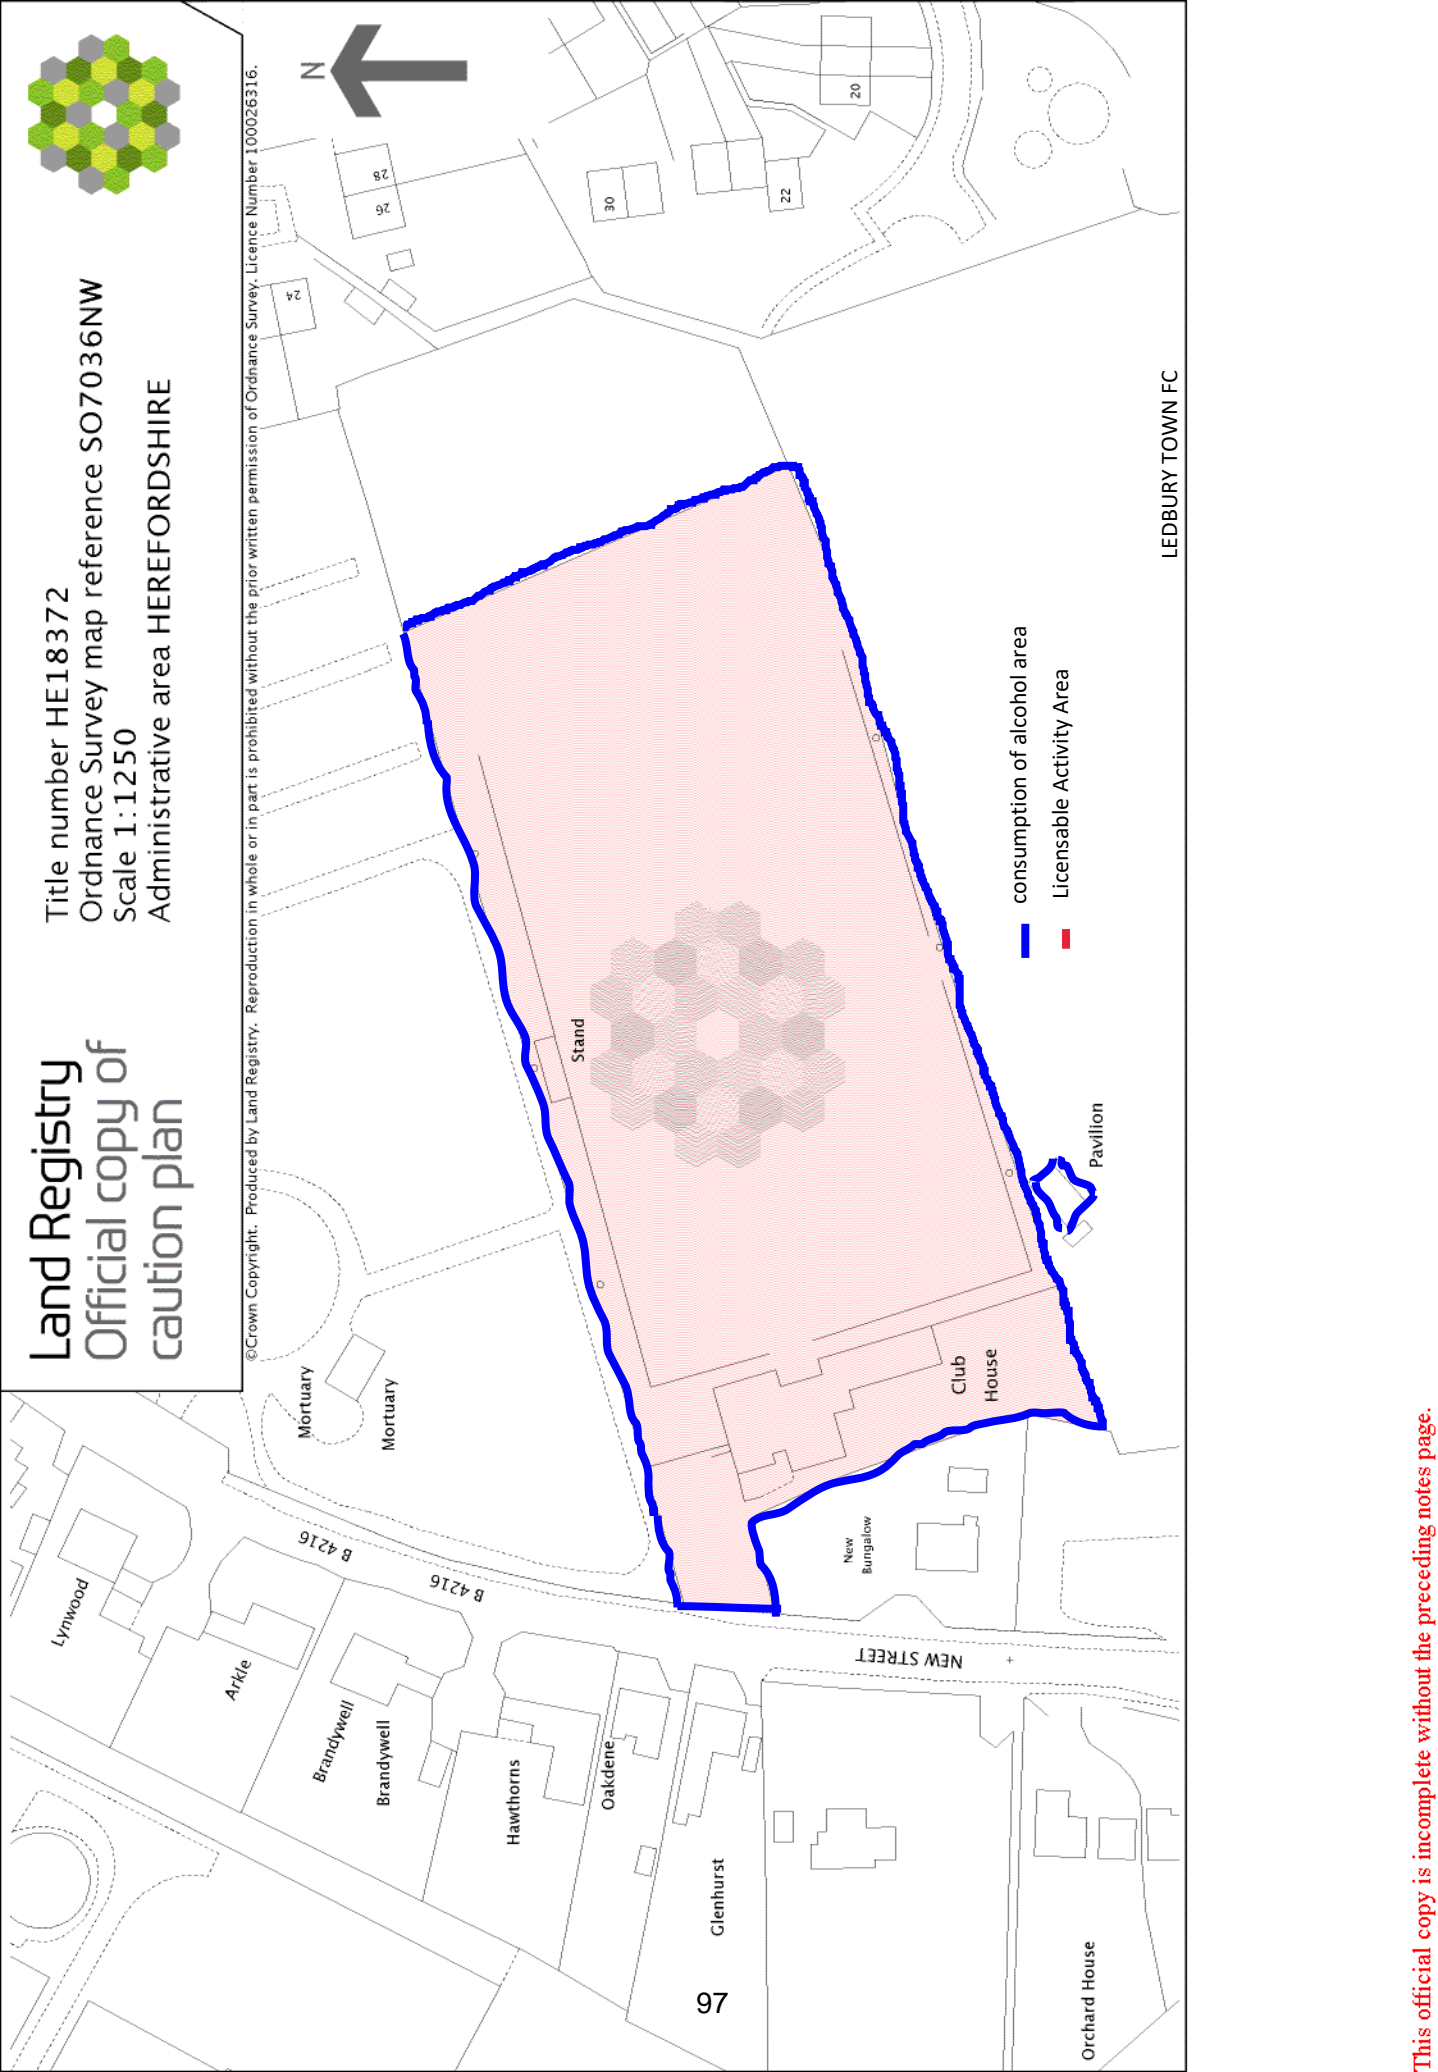 Land Registry
Official copy of
caution plan
Title number HE18372
Ordnance Survey map reference SO7036NW
Scale 1:1250
Administrative area HEREFORDSHIRE
©Crown Copyright. Produced by Land Registry. Reproduction in whole or in part is prohibited without the prior written permission of Ordnance Survey. Licence Number 100026316.
N
24
26
28
30
22
20
Mortuary
Mortuary
Stand
Lynwood
B 4216
B 4216
Arkle
Brandywell
Brandywell
Hawthorns
Oakdene
Glenhurst
NEW STREET
New
Bungalow
Club
House
Pavilion
Orchard House
consumption of alcohol area
Licensable Activity Area
LEDBURY TOWN FC
97
This official copy is incomplete without the preceding notes page.